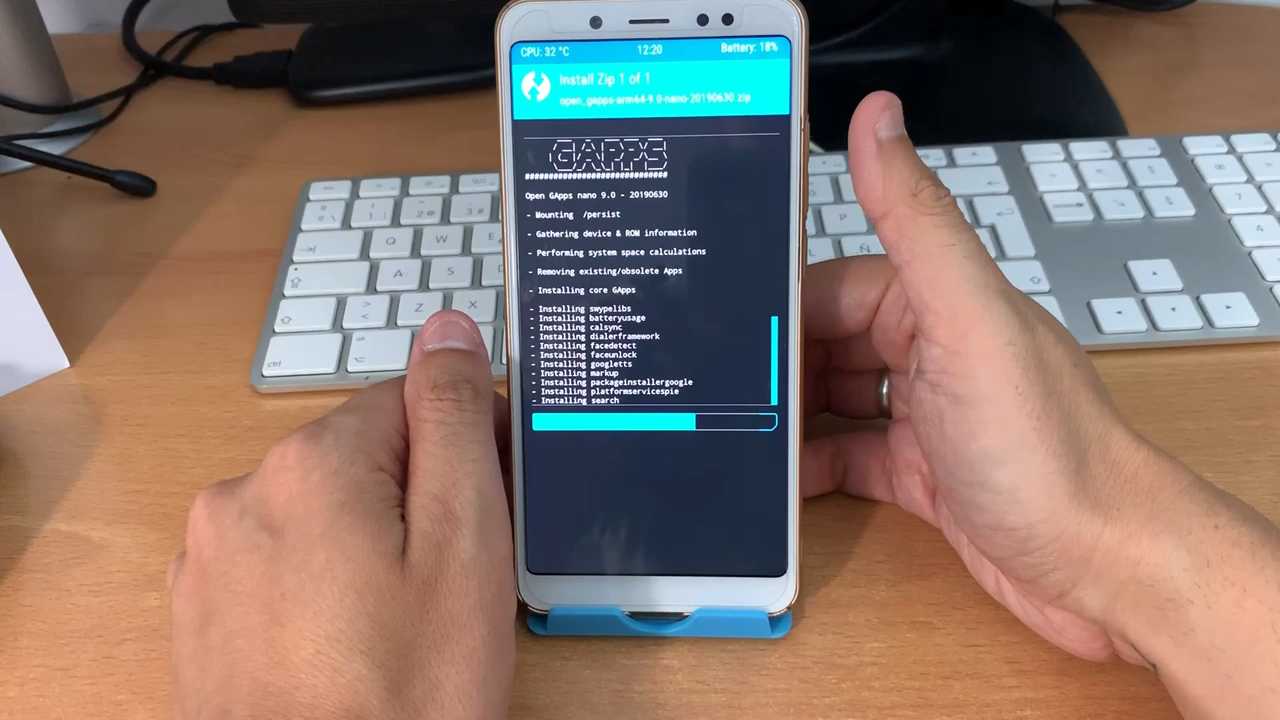 CPU: 32 °C 12:20 Battery: 18%
Install Zip 1 of 1
open_gapps-arm64-9.0-nano-20190630.zip
GAPPS
##############################
Open GApps nano 9.0 - 20190630
- Mounting /persist
- Gathering device & ROM information
- Performing system space calculations
- Removing existing/obsolete Apps
- Installing core GApps
- Installing swypelibs
- Installing batteryusage
- Installing calsync
- Installing dialerframework
- Installing facedetect
- Installing faceunlock
- Installing googletts
- Installing markup
- Installing packageinstallergoogle
- Installing platformservicespie
- Installing search
Q W E
A S
< >
Z X
ctrl
P
Ñ
4
1